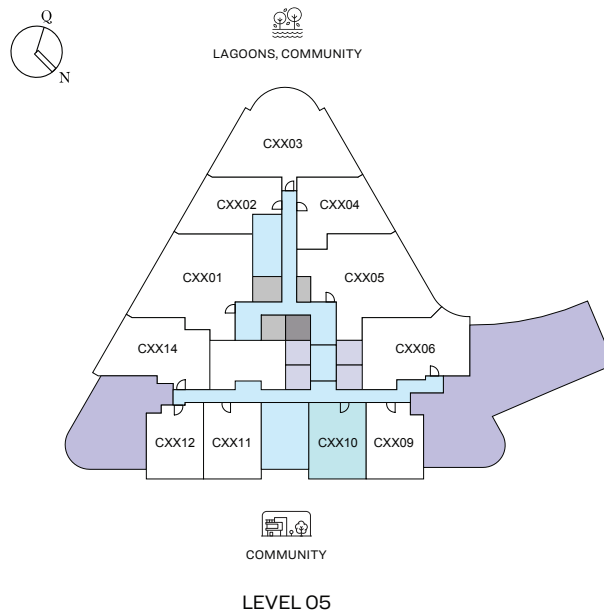 Q
N
LAGOONS, COMMUNITY
CXX03
CXX02
CXX04
CXX01
CXX05
CXX14
CXX06
CXX12
CXX11
CXX10
CXX09
COMMUNITY
LEVEL 05